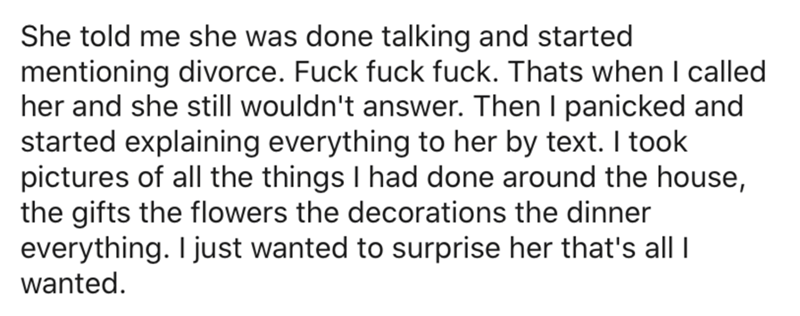 She told me she was done talking and started
mentioning divorce. Fuck fuck fuck. Thats when I called
her and she still wouldn't answer. Then I panicked and
started explaining everything to her by text. I took
pictures of all the things I had done around the house,
the gifts the flowers the decorations the dinner
everything. I just wanted to surprise her that's all I
wanted.